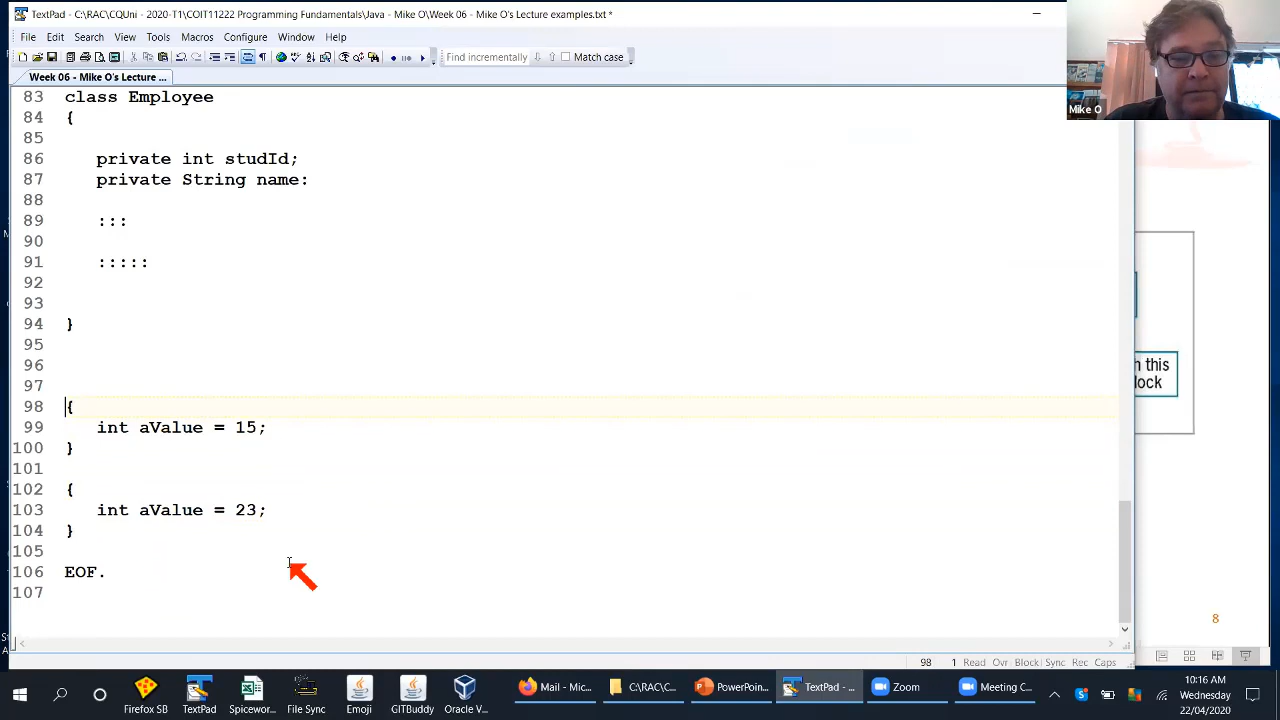 TextPad - C:\RAC\CQUni - 2020-T1\COIT11222 Programming Fundamentals\Java - Mike O\Week 06 - Mike O's Lecture examples.txt *
File Edit Search View Tools Macros Configure Window Help
Find incrementally Match case
Week 06 - Mike O's Lecture ...
Mike O
83 class Employee
84 {
85
86 private int studId;
87 private String name:
88
89 :::
90
91 :::::
92
93
94 }
95
96
97
98 {
99 int aValue = 15;
100 }
101
102 {
103 int aValue = 23;
104 }
105
106 EOF.
107
n this
lock
8
98 1 Read Ovr Block Sync Rec Caps
Firefox SB TextPad Spicewor... File Sync Emoji GITBuddy Oracle V...
Mail - Mic... C:\RAC\C... PowerPoin... TextPad - ... Zoom Meeting C...
10:16 AM
Wednesday
22/04/2020